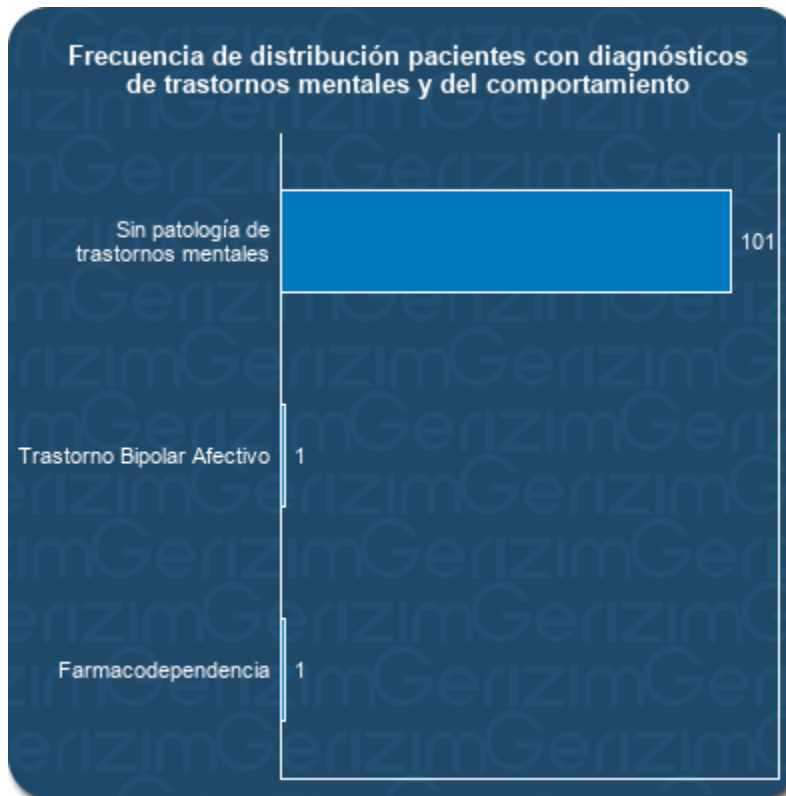 Frecuencia de distribución pacientes con diagnósticos
de trastornos mentales y del comportamiento
Sin patología de
trastornos mentales
101
Trastorno Bipolar Afectivo
1
Farmacodependencia
1